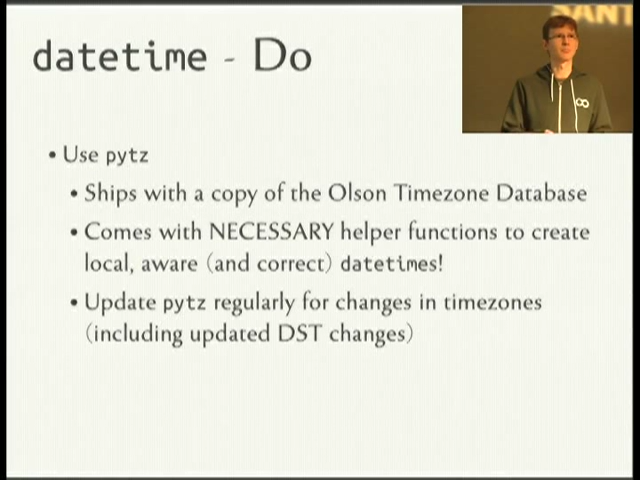 SANT
datetime - Do
• Use pytz
• Ships with a copy of the Olson Timezone Database
• Comes with NECESSARY helper functions to create
local, aware (and correct) datetimes!
• Update pytz regularly for changes in timezones
(including updated DST changes)